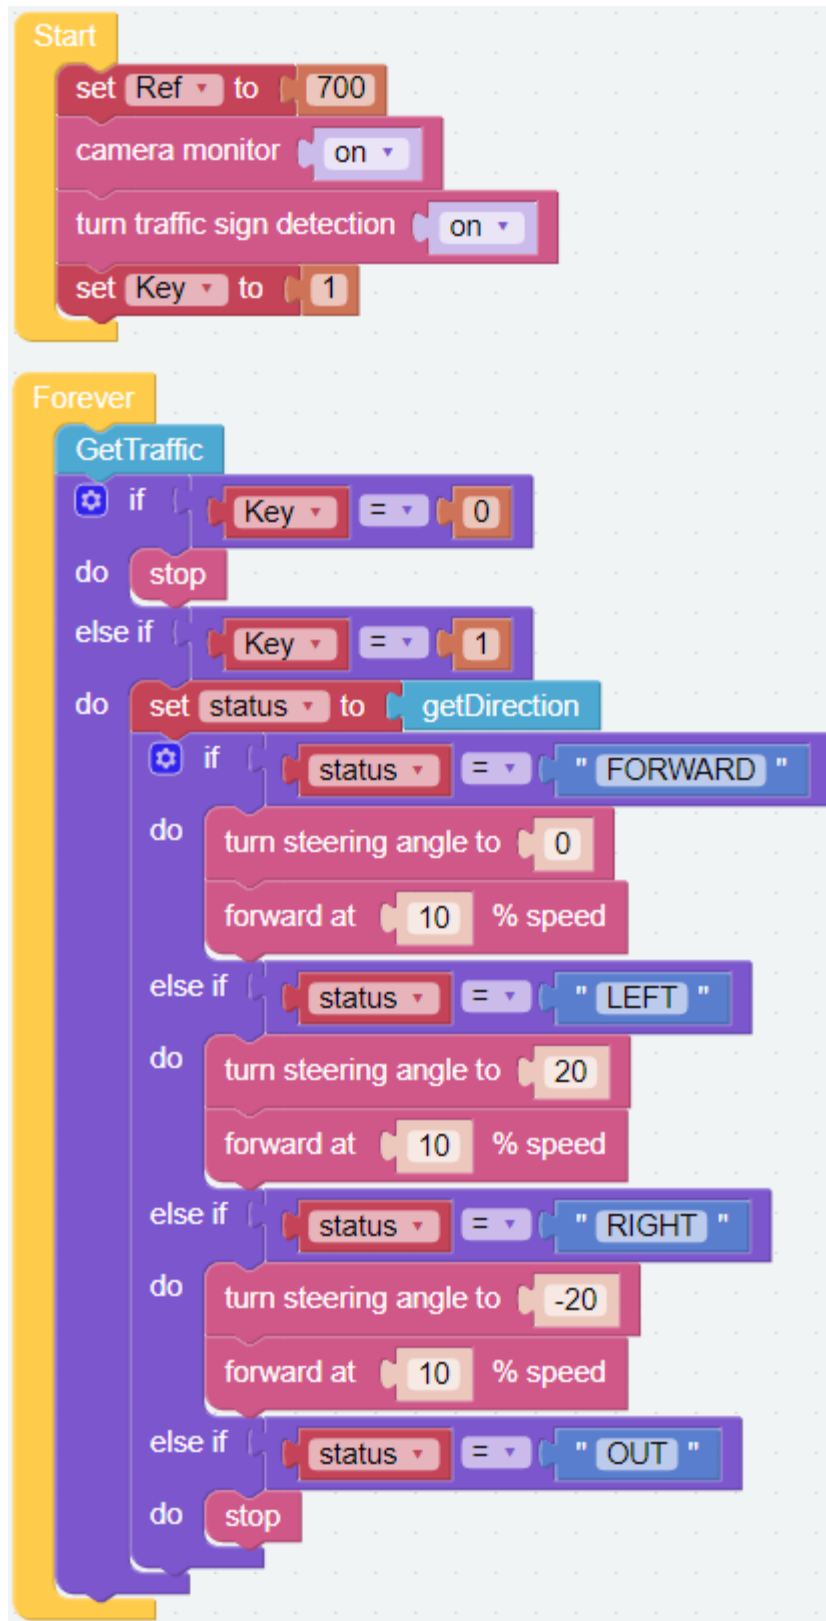 Start
set Ref to 700
camera monitor on
turn traffic sign detection on
set Key to 1
Forever
GetTraffic
if Key = 0
do stop
else if Key = 1
do set status to getDirection
if status = " FORWARD "
do turn steering angle to 0
forward at 10 % speed
else if status = " LEFT "
do turn steering angle to 20
forward at 10 % speed
else if status = " RIGHT "
do turn steering angle to -20
forward at 10 % speed
else if status = " OUT "
do stop